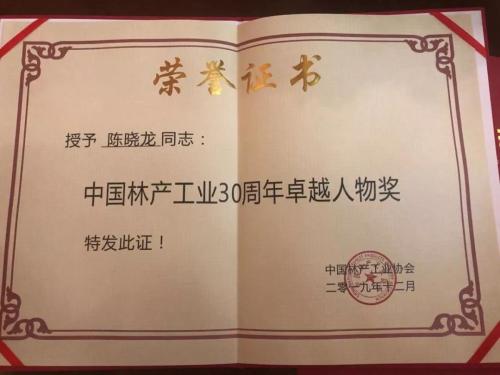 荣誉证书
授予 陈晓龙 同志：
中国林产工业30周年卓越人物奖
特发此证！
中国林产工业协会
二零一九年十二月